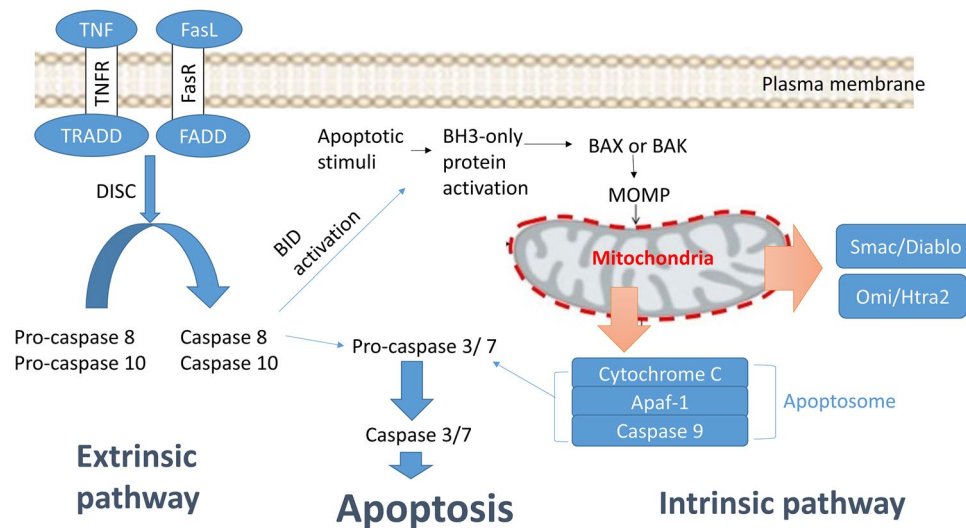 TNF
FasL
TNFR
FasR
Plasma membrane
TRADD
FADD
Apoptotic
stimuli
BH3-only
protein
activation
BAX or BAK
DISC
MOMP
BID
activation
Mitochondria
Smac/Diablo
Omi/Htra2
Pro-caspase 8
Pro-caspase 10
Caspase 8
Caspase 10
Pro-caspase 3/ 7
Cytochrome C
Apaf-1
Caspase 9
Apoptosome
Caspase 3/7
Extrinsic
pathway
Apoptosis
Intrinsic pathway